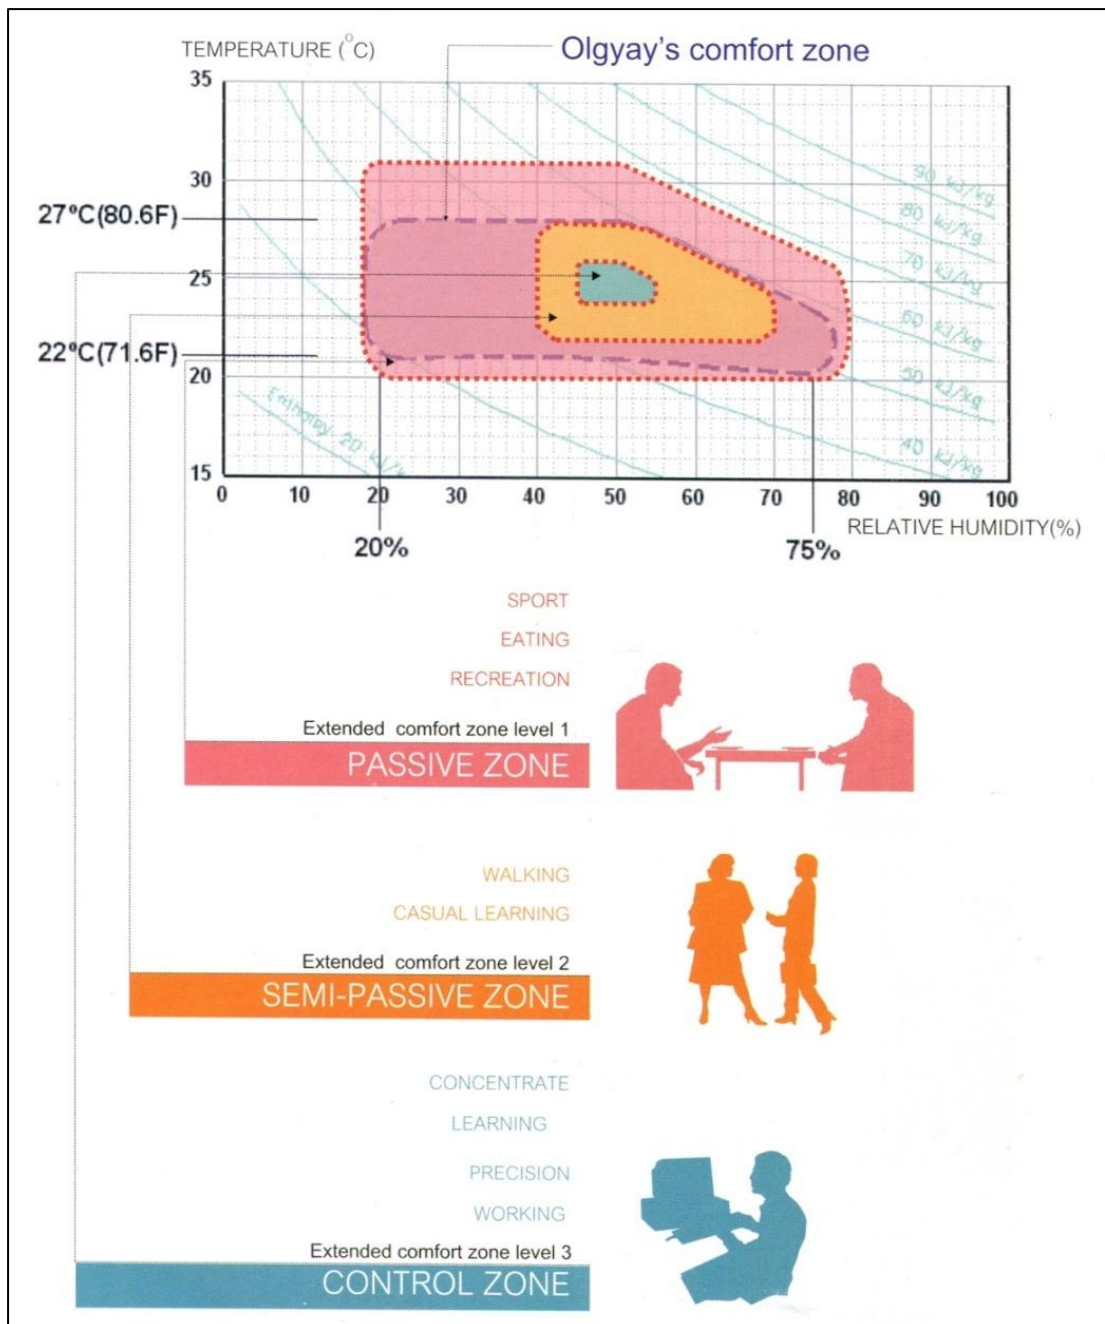 TEMPERATURE (°C)
Olgyay's comfort zone
35
30
27°C(80.6F)
25
22°C(71.6F)
20
15
90 kJ/kg
80 kJ/kg
70 kJ/kg
60 kJ/kg
50 kJ/kg
40 kJ/kg
Enthalpy 20 kJ/k
0 10 20 30 40 50 60 70 80 90 100
RELATIVE HUMIDITY(%)
20% 75%
SPORT
EATING
RECREATION
Extended comfort zone level 1
PASSIVE ZONE
WALKING
CASUAL LEARNING
Extended comfort zone level 2
SEMI-PASSIVE ZONE
CONCENTRATE
LEARNING
PRECISION
WORKING
Extended comfort zone level 3
CONTROL ZONE